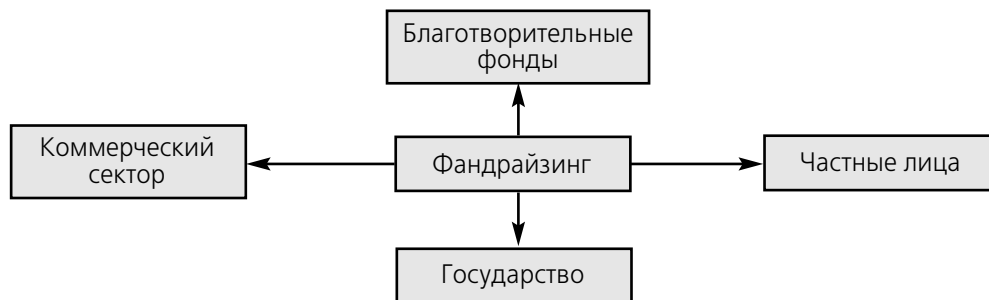 Благотворительные
фонды
Коммерческий
сектор
Фандрайзинг
Частные лица
Государство